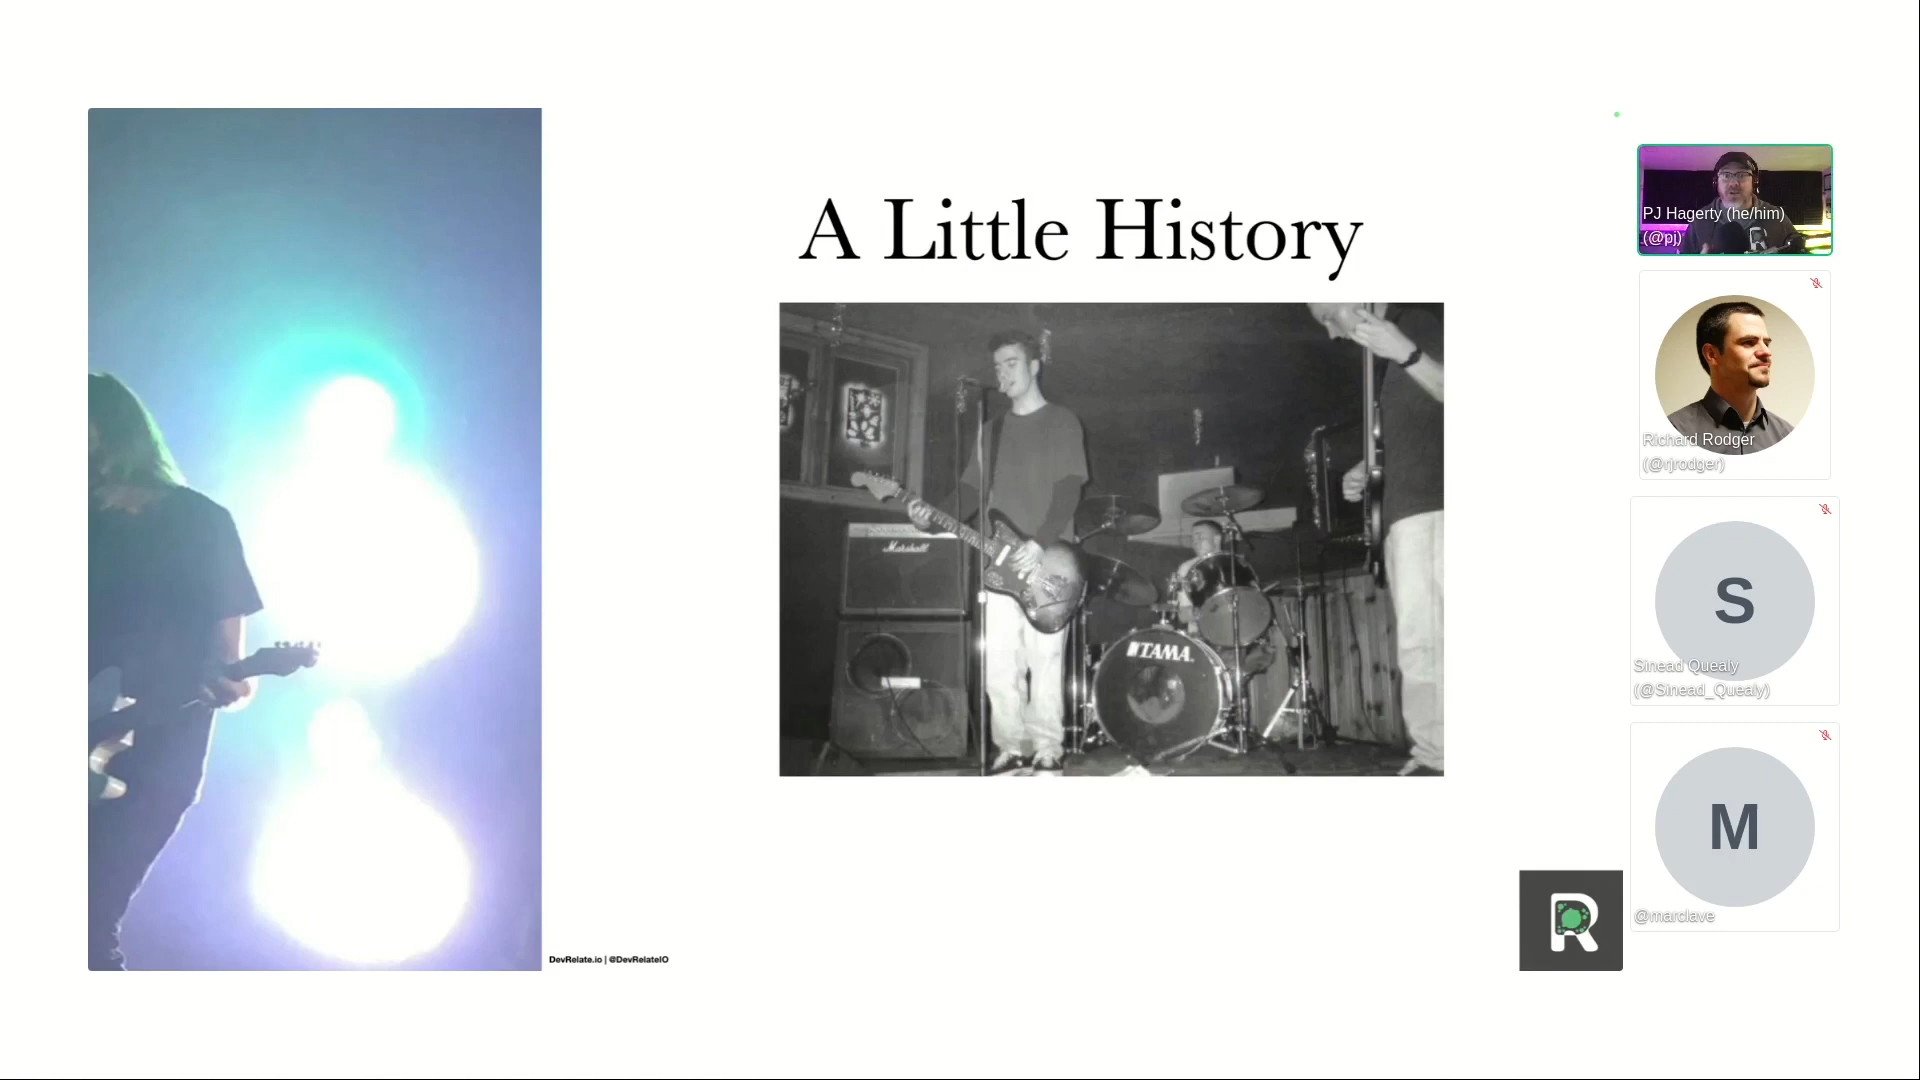 A Little History
Marshall
TAMA
DevRelate.io | @DevRelateIO
R
PJ Hagerty (he/him)
(@pj)
Richard Rodger
(@rjrodger)
S
Sinead Quealy
(@Sinead_Quealy)
M
@marclave